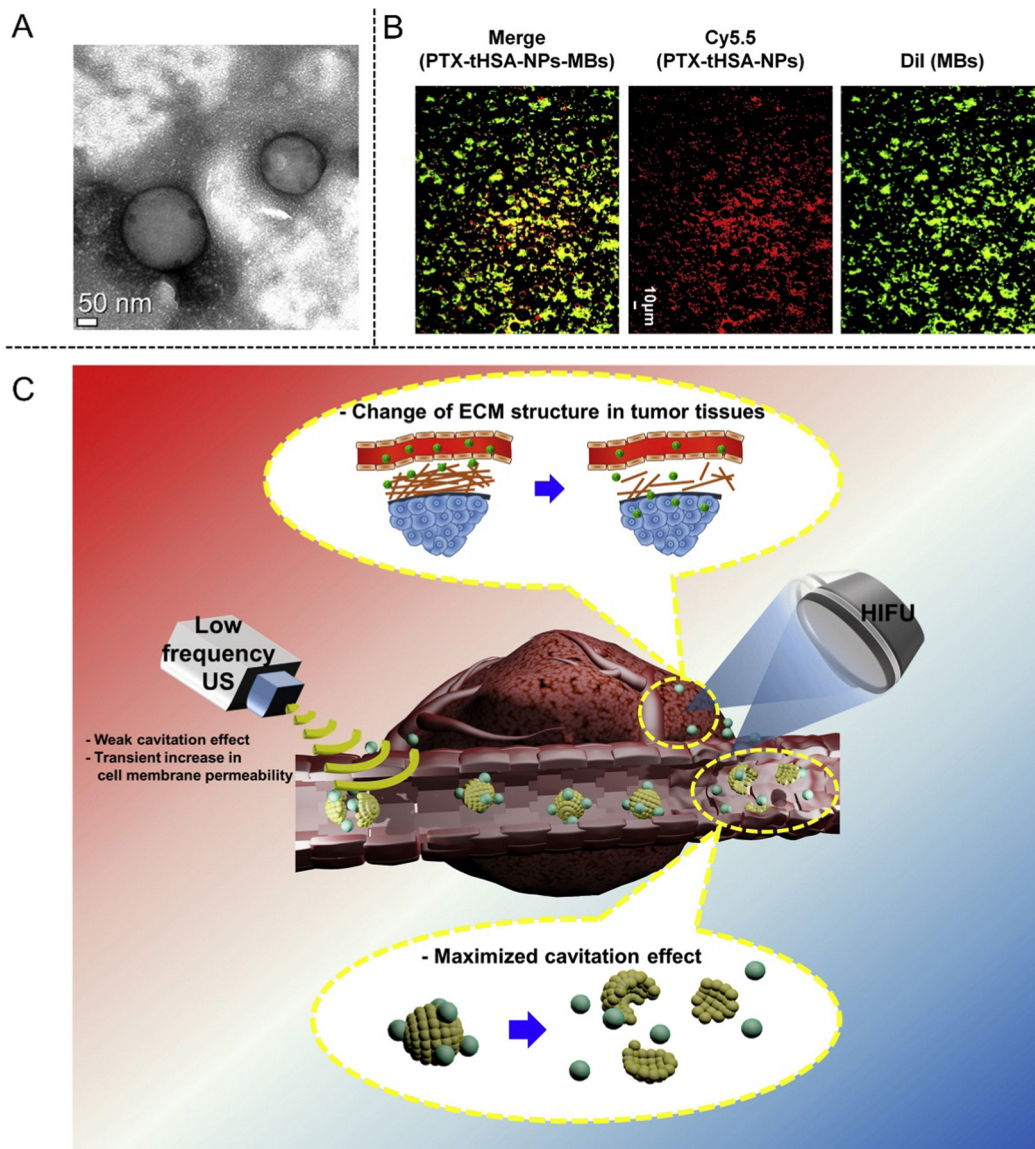 A
50 nm
B
Merge
(PTX-tHSA-NPs-MBs)
Cy5.5
(PTX-tHSA-NPs)
DiI (MBs)
10μm
C
- Change of ECM structure in tumor tissues
Low
frequency
US
HIFU
- Weak cavitation effect
- Transient increase in
cell membrane permeability
- Maximized cavitation effect